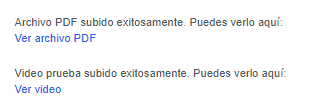 Archivo PDF subido exitosamente. Puedes verlo aquí:
Ver archivo PDF
Video prueba subido exitosamente. Puedes verlo aquí:
Ver video